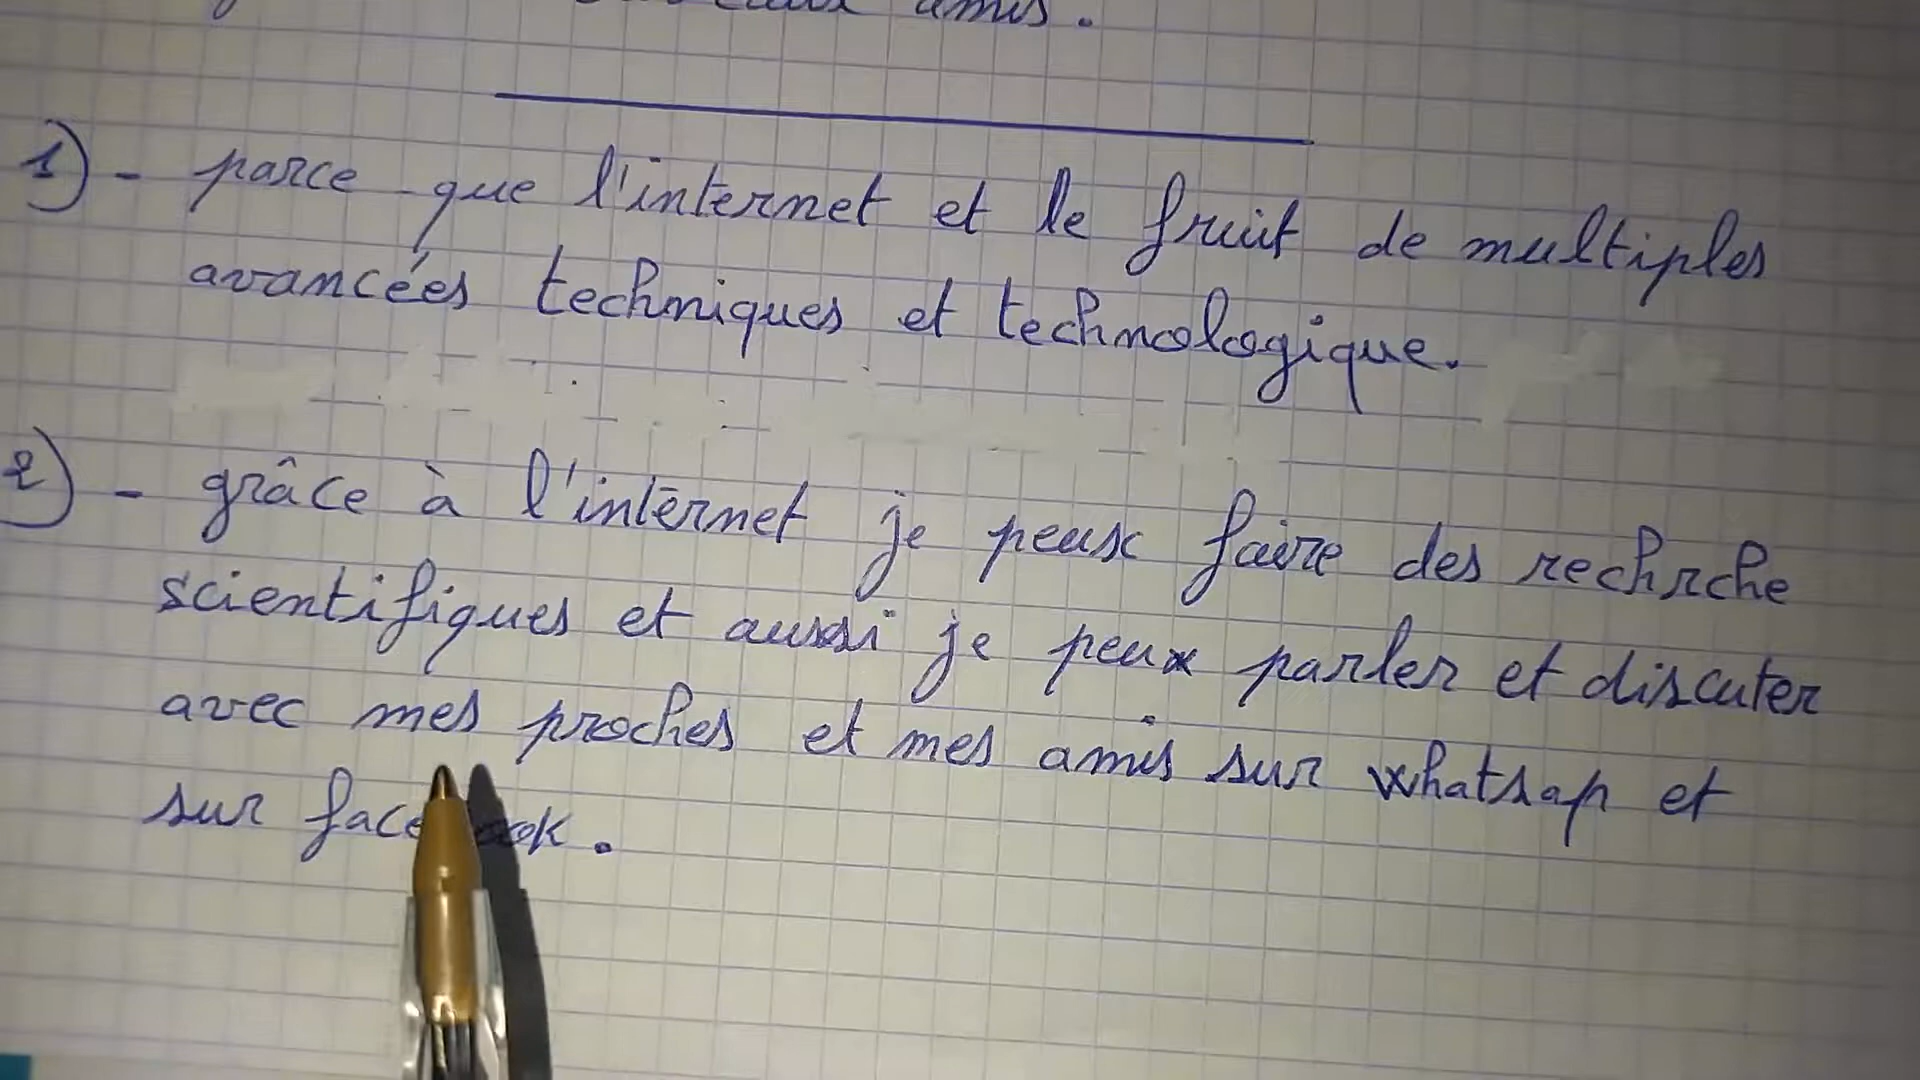 amis.
1) - parce que l'internet et le fruit de multiples
avancées techniques et technologique.
2) - grâce à l'internet je peux faire des rechrche
scientifiques et aussi je peux parler et discuter
avec mes proches et mes amis sur whatsap et
sur